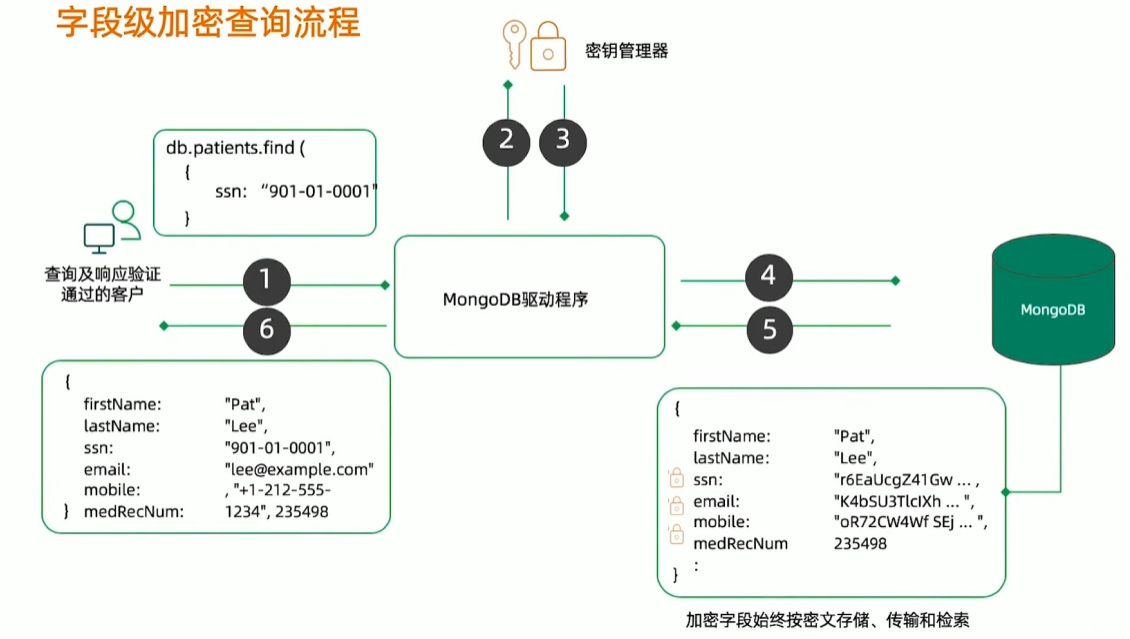 字段级加密查询流程
密钥管理器
2
3
db.patients.find (
{
ssn: “901-01-0001"
}
查询及响应验证
通过的客户
1
6
MongoDB驱动程序
4
5
MongoDB
{
firstName: "Pat",
lastName: "Lee",
ssn: "901-01-0001",
email: "lee@example.com"
mobile: , "+1-212-555-
} medRecNum: 1234", 235498
{
firstName: "Pat",
lastName: "Lee",
ssn: "r6EaUcgZ41Gw ... ,
email: "K4bSU3TlcIXh ... ",
mobile: "oR72CW4Wf SEj ... ",
medRecNum 235498
:
}
加密字段始终按密文存储、传输和检索